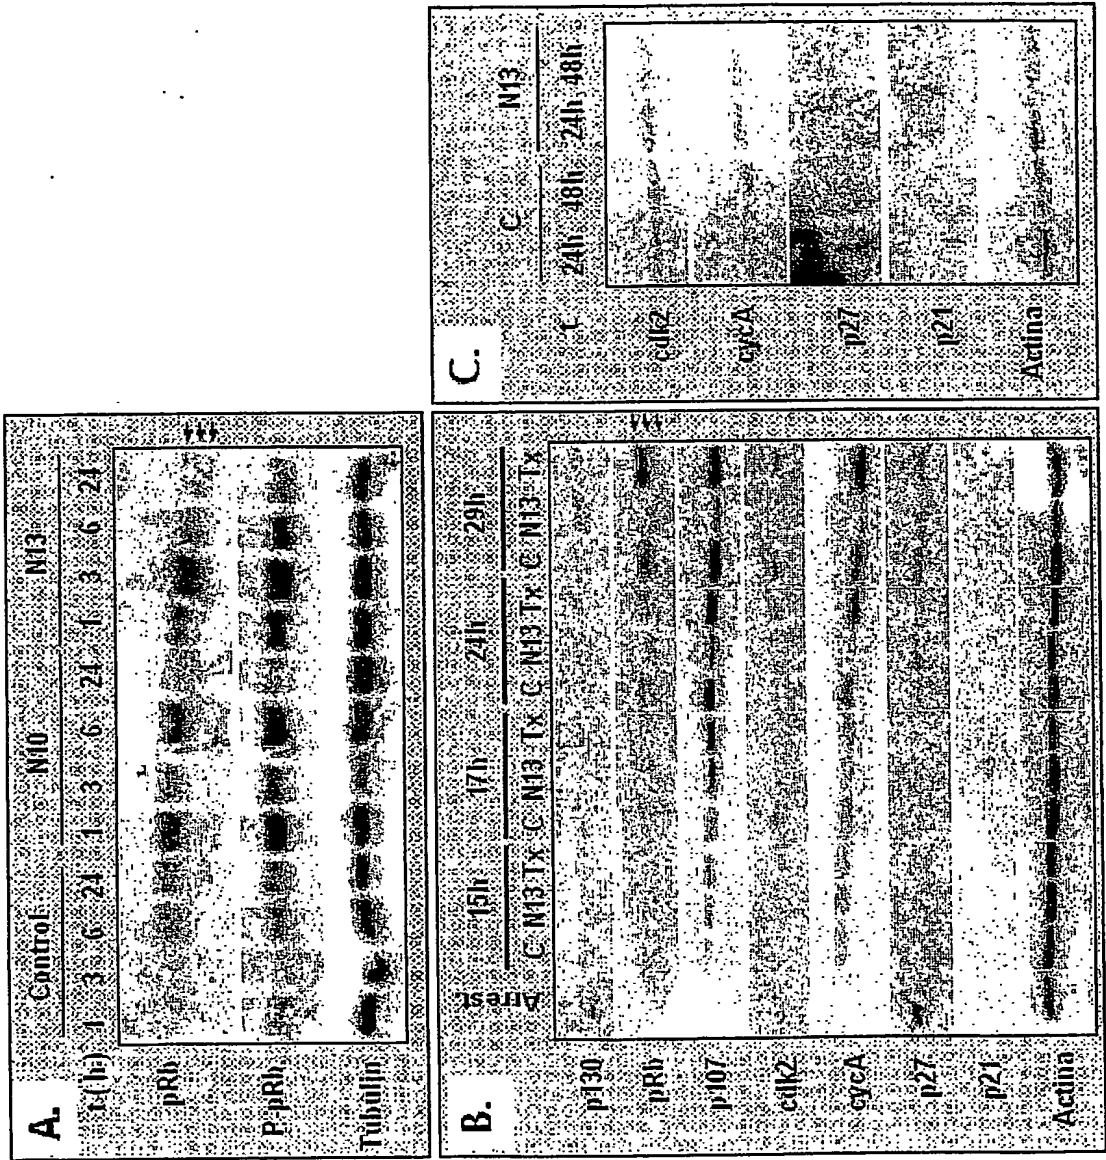 A.
Control N10 N13
t (h) 1 3 6 24 1 3 6 24 1 3 6 24
pRb
P-pRb
Tubulin
B.
Arrest 15h 17h 24h 29h
C N13 Tx C N13 Tx C N13 Tx C N13 Tx
p130
pRb
p107
cdk2
cycA
p27
p21
Actina
C.
C N13
t 24h 48h 24h 48h
cdk2
cycA
p27
p21
Actina